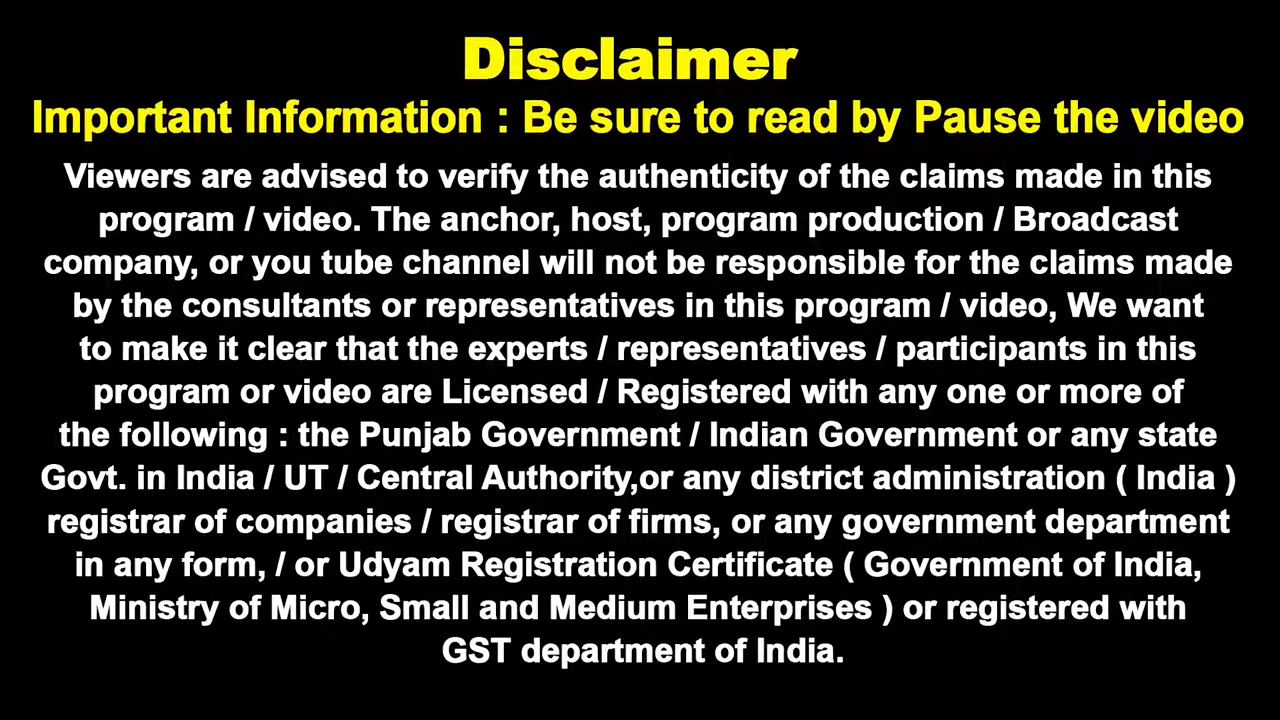 Disclaimer
Important Information : Be sure to read by Pause the video
Viewers are advised to verify the authenticity of the claims made in this
program / video. The anchor, host, program production / Broadcast
company, or you tube channel will not be responsible for the claims made
by the consultants or representatives in this program / video, We want
to make it clear that the experts / representatives / participants in this
program or video are Licensed / Registered with any one or more of
the following : the Punjab Government / Indian Government or any state
Govt. in India / UT / Central Authority,or any district administration ( India )
registrar of companies / registrar of firms, or any government department
in any form, / or Udyam Registration Certificate ( Government of India,
Ministry of Micro, Small and Medium Enterprises ) or registered with
GST department of India.